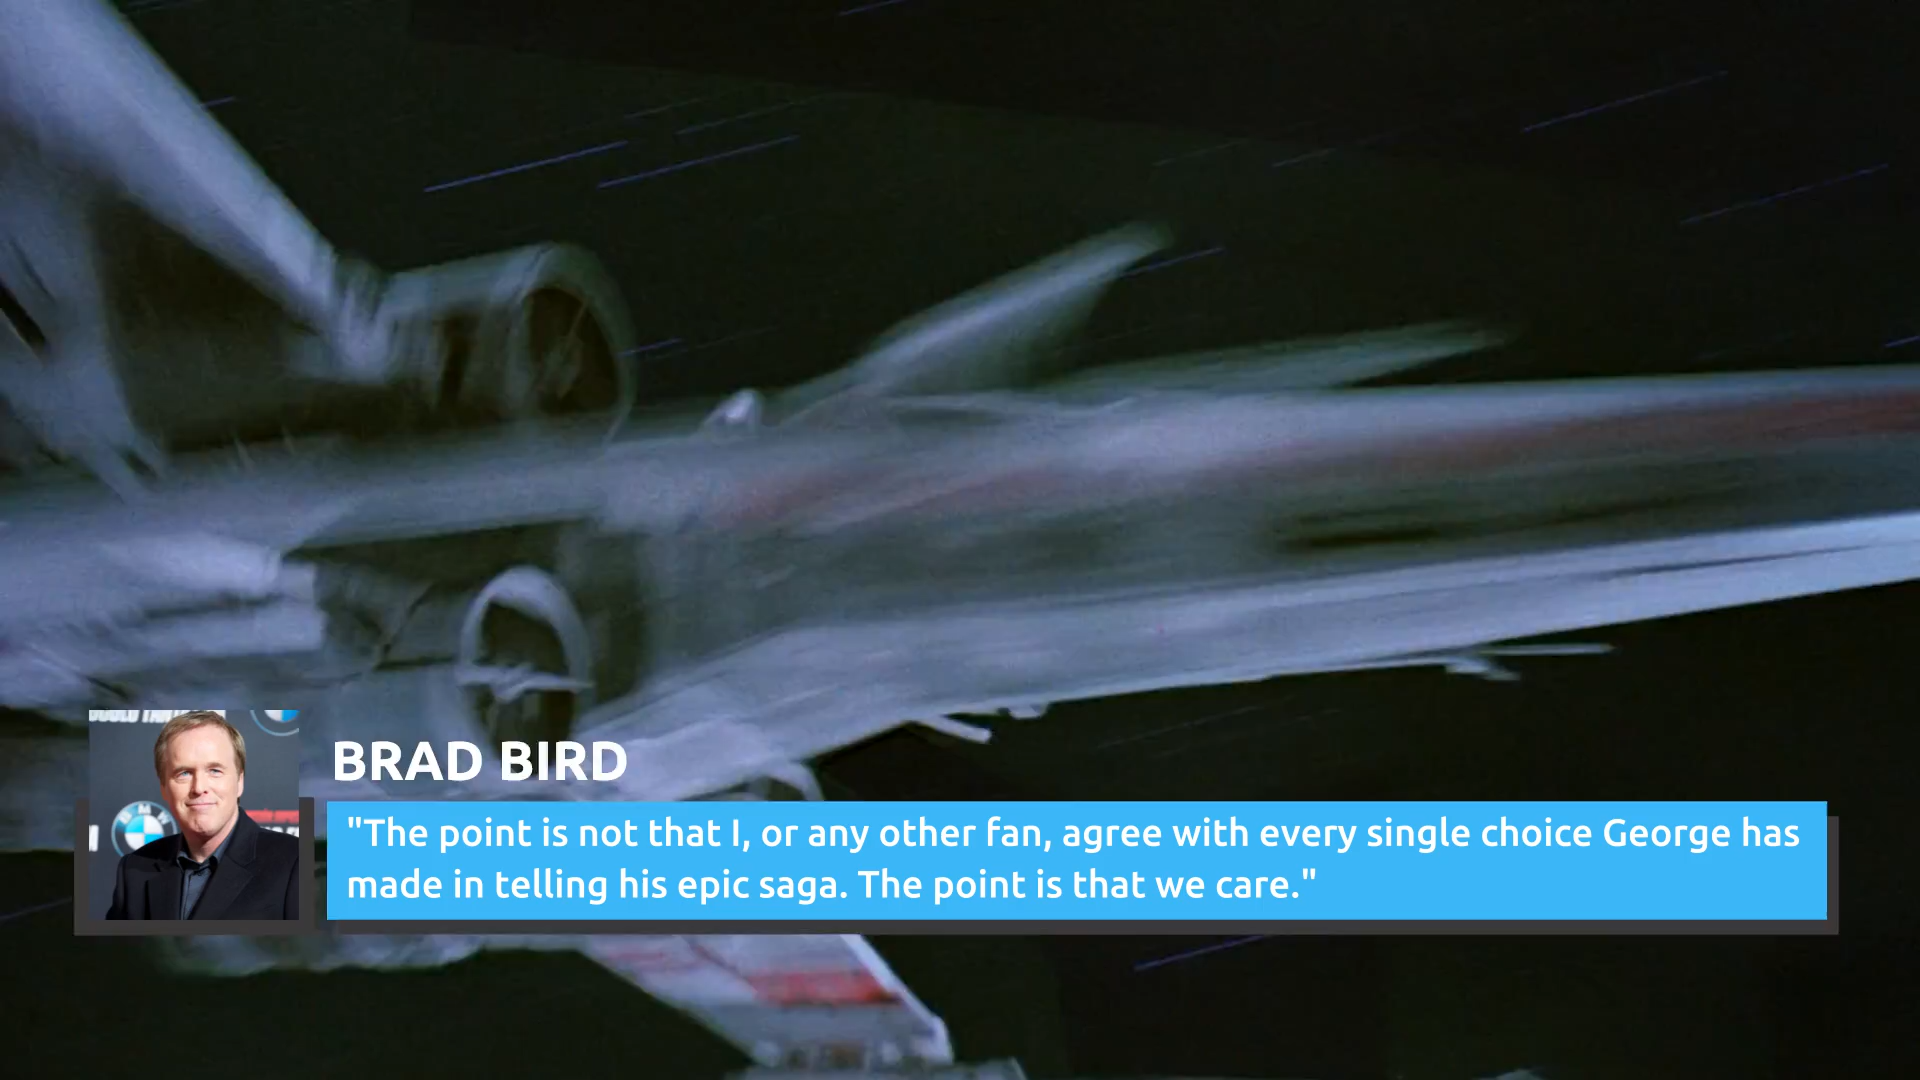 BMW
BRAD BIRD
"The point is not that I, or any other fan, agree with every single choice George has
made in telling his epic saga. The point is that we care."